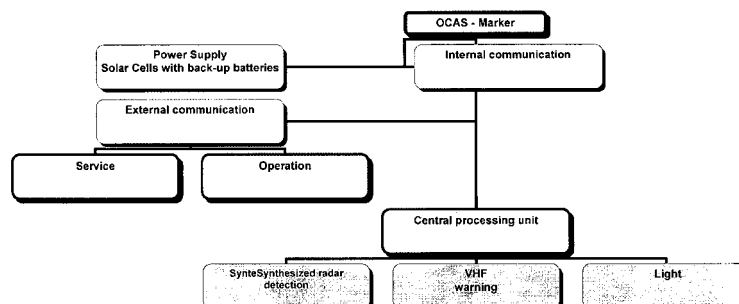 OCAS - Marker
Power Supply
Solar Cells with back-up batteries
Internal communication
External communication
Service
Operation
Central processing unit
SynteSynthesized radar
detection
VHF
warning
Light